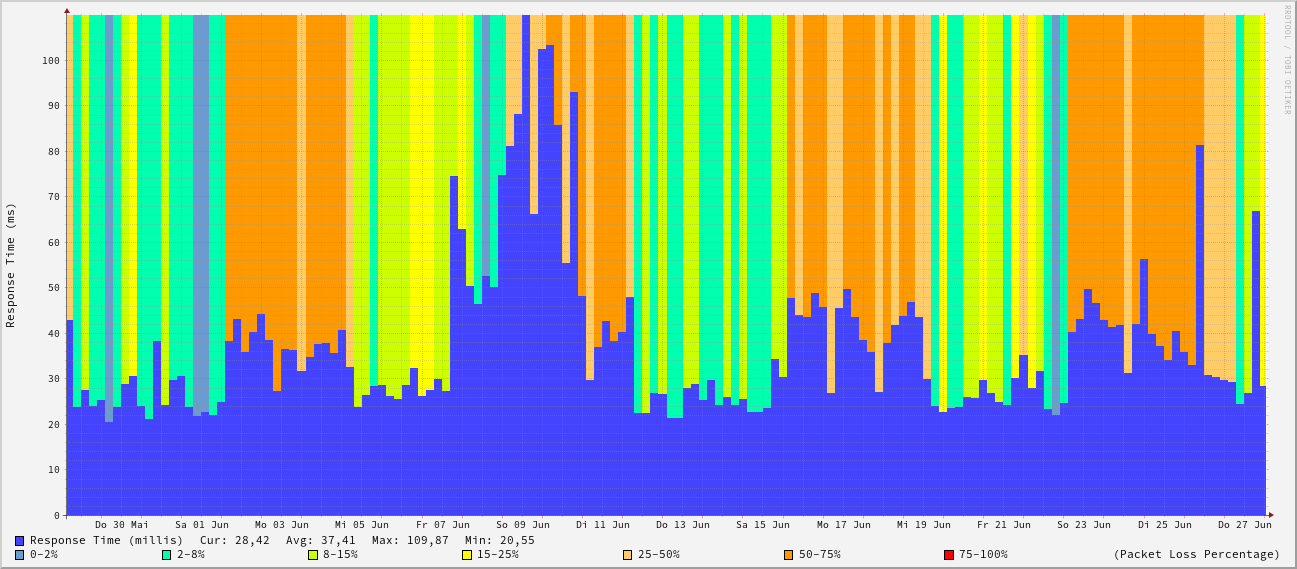 RRDTOOL / TOBI OETIKER
Response Time (ms)
100
90
80
70
60
50
40
30
20
10
0
Do 30 Mai Sa 01 Jun Mo 03 Jun Mi 05 Jun Fr 07 Jun So 09 Jun Di 11 Jun Do 13 Jun Sa 15 Jun Mo 17 Jun Mi 19 Jun Fr 21 Jun So 23 Jun Di 25 Jun Do 27 Jun
Response Time (millis) Cur: 28,42 Avg: 37,41 Max: 109,87 Min: 20,55
0-2% 2-8% 8-15% 15-25% 25-50% 50-75% 75-100% (Packet Loss Percentage)